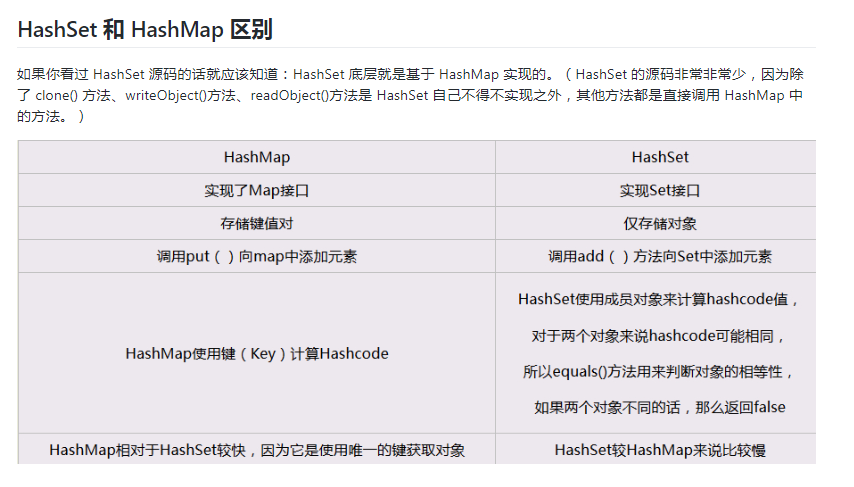 HashSet 和 HashMap 区别
如果你看过 HashSet 源码的话就应该知道：HashSet 底层就是基于 HashMap 实现的。（ HashSet 的源码非常非常少，因为除
了 clone() 方法、writeObject()方法、readObject()方法是 HashSet 自己不得不实现之外，其他方法都是直接调用 HashMap 中
的方法。）
HashMap
HashSet
实现了Map接口
实现Set接口
存储键值对
仅存储对象
调用put（）向map中添加元素
调用add（）方法向Set中添加元素
HashMap使用键（Key）计算Hashcode
HashSet使用成员对象来计算hashcode值，
对于两个对象来说hashcode可能相同，
所以equals()方法用来判断对象的相等性，
如果两个对象不同的话，那么返回false
HashMap相对于HashSet较快，因为它是使用唯一的键获取对象
HashSet较HashMap来说比较慢